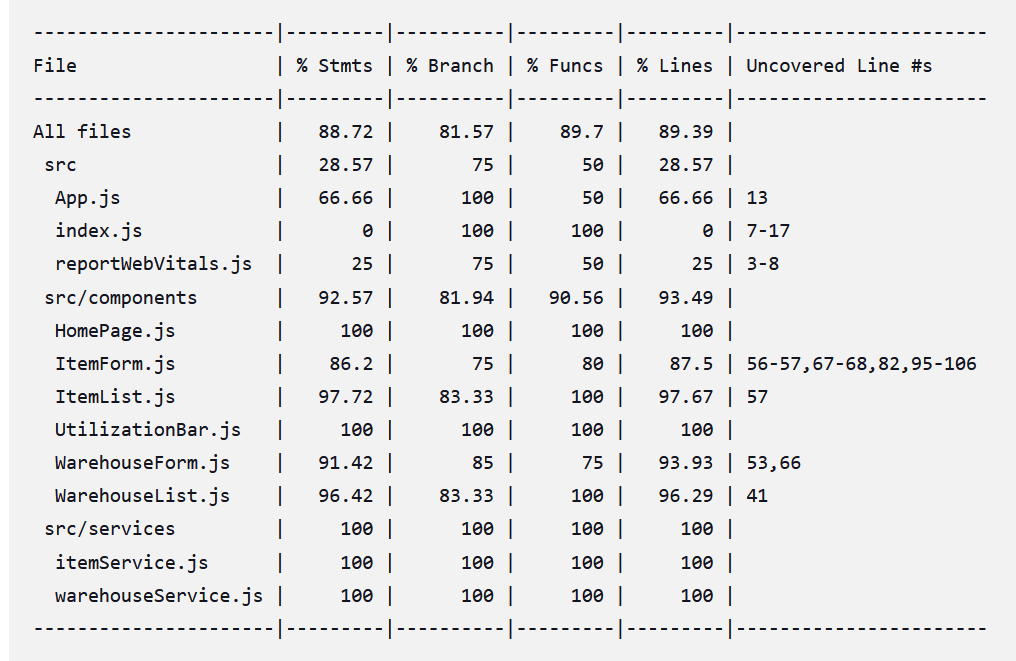 ----------------------|---------|----------|---------|---------|-----------------------
File                  | % Stmts | % Branch | % Funcs | % Lines | Uncovered Line #s
----------------------|---------|----------|---------|---------|-----------------------
All files             |   88.72 |    81.57 |    89.7 |   89.39 |
 src                  |   28.57 |       75 |      50 |   28.57 |
  App.js              |   66.66 |      100 |      50 |   66.66 | 13
  index.js            |       0 |      100 |     100 |       0 | 7-17
  reportWebVitals.js  |      25 |       75 |      50 |      25 | 3-8
 src/components       |   92.57 |    81.94 |   90.56 |   93.49 |
  HomePage.js         |     100 |      100 |     100 |     100 |
  ItemForm.js         |    86.2 |       75 |      80 |    87.5 | 56-57,67-68,82,95-106
  ItemList.js         |   97.72 |    83.33 |     100 |   97.67 | 57
  UtilizationBar.js   |     100 |      100 |     100 |     100 |
  WarehouseForm.js    |   91.42 |       85 |      75 |   93.93 | 53,66
  WarehouseList.js    |   96.42 |    83.33 |     100 |   96.29 | 41
 src/services         |     100 |      100 |     100 |     100 |
  itemService.js      |     100 |      100 |     100 |     100 |
  warehouseService.js |     100 |      100 |     100 |     100 |
----------------------|---------|----------|---------|---------|-----------------------